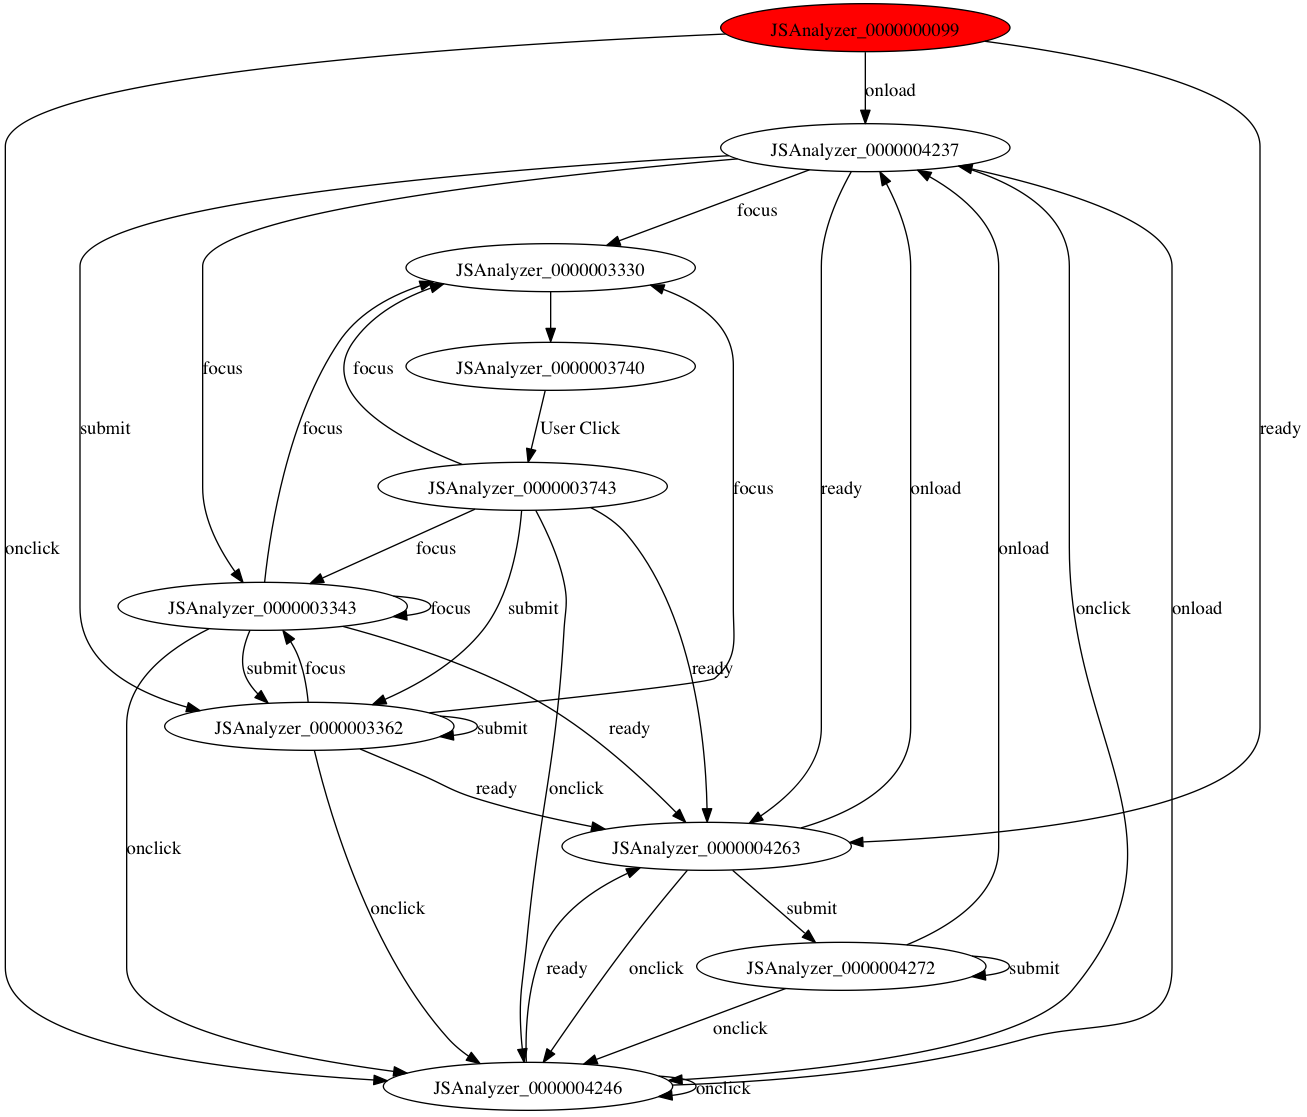 JSAnalyzer_0000000099
onload
JSAnalyzer_0000004237
focus
JSAnalyzer_0000003330
focus
focus
JSAnalyzer_0000003740
submit
focus
User Click
ready
focus
ready
onload
JSAnalyzer_0000003743
onclick
focus
onload
JSAnalyzer_0000003343
focus
submit
onclick
onload
submit
focus
ready
JSAnalyzer_0000003362
submit
ready
ready
onclick
onclick
JSAnalyzer_0000004263
onclick
submit
ready
onclick
JSAnalyzer_0000004272
submit
onclick
JSAnalyzer_0000004246
onclick